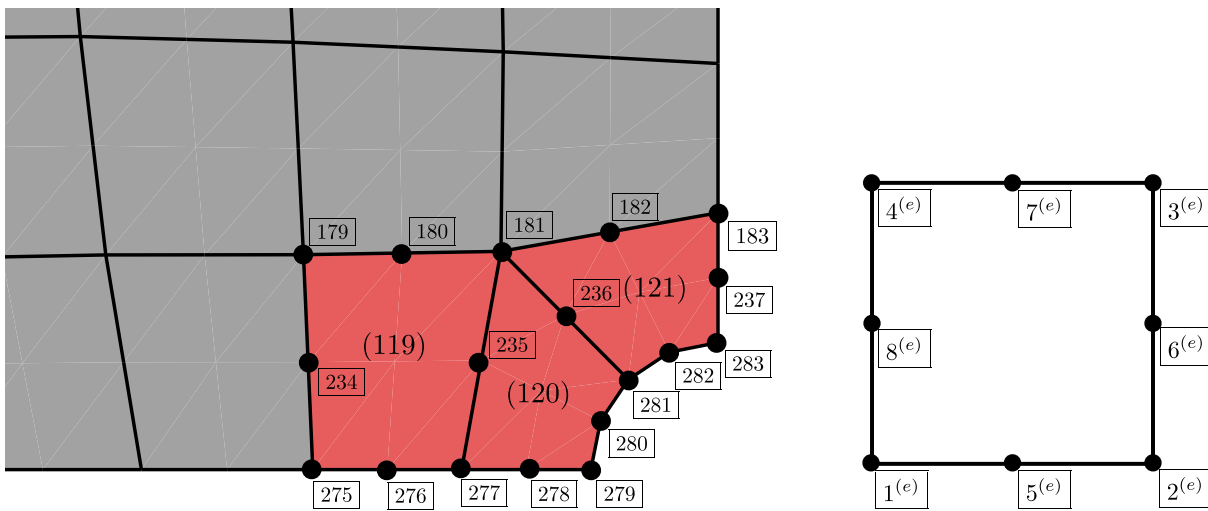 179
180
181
182
183
236
(121)
237
(119)
235
234
(120)
282
283
281
280
275
276
277
278
279
4^{(e)}
7^{(e)}
3^{(e)}
8^{(e)}
6^{(e)}
1^{(e)}
5^{(e)}
2^{(e)}